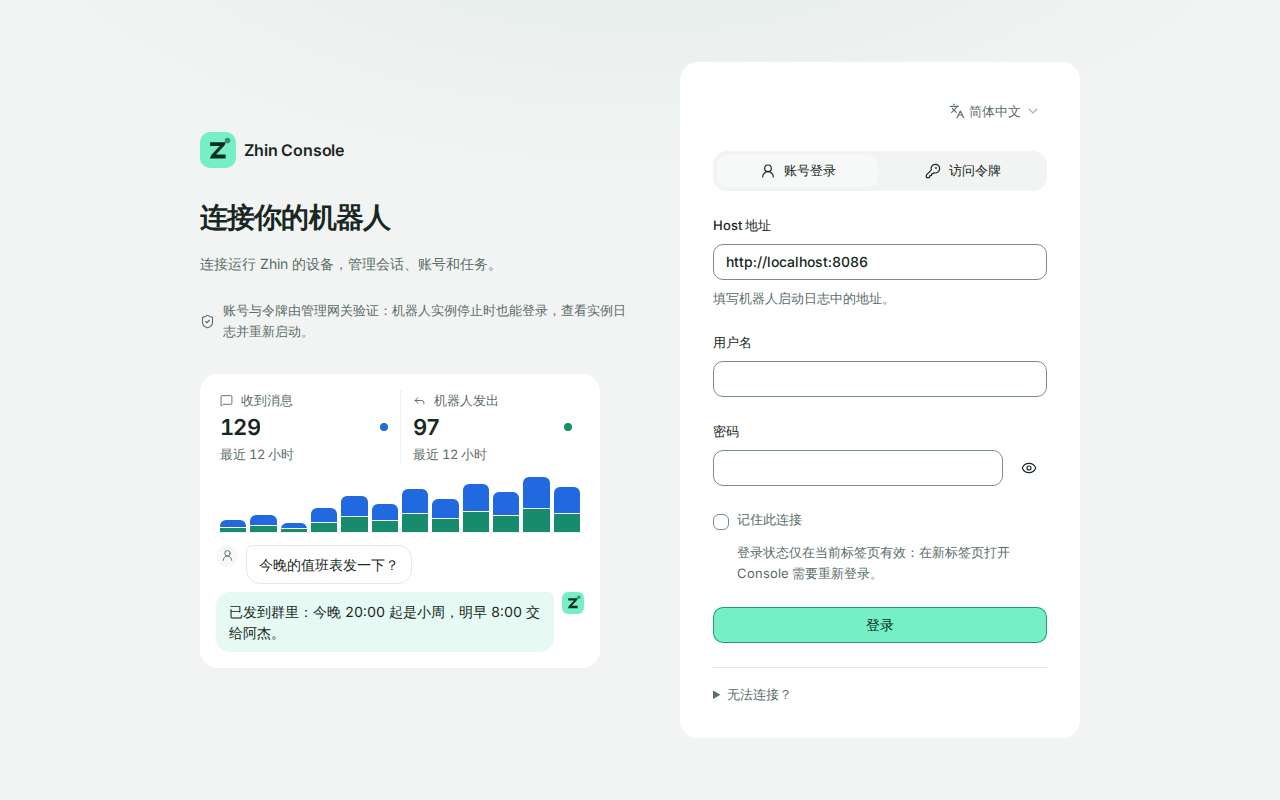 Zhin Console
连接你的机器人
连接运行 Zhin 的设备，管理会话、账号和任务。
账号与令牌由管理网关验证：机器人实例停止时也能登录，查看实例日
志并重新启动。
收到消息
129
最近 12 小时
机器人发出
97
最近 12 小时
今晚的值班表发一下？
已发到群里：今晚 20:00 起是小周，明早 8:00 交
给阿杰。
简体中文
账号登录
访问令牌
Host 地址
http://localhost:8086
填写机器人启动日志中的地址。
用户名
密码
记住此连接
登录状态仅在当前标签页有效：在新标签页打开
Console 需要重新登录。
登录
无法连接？